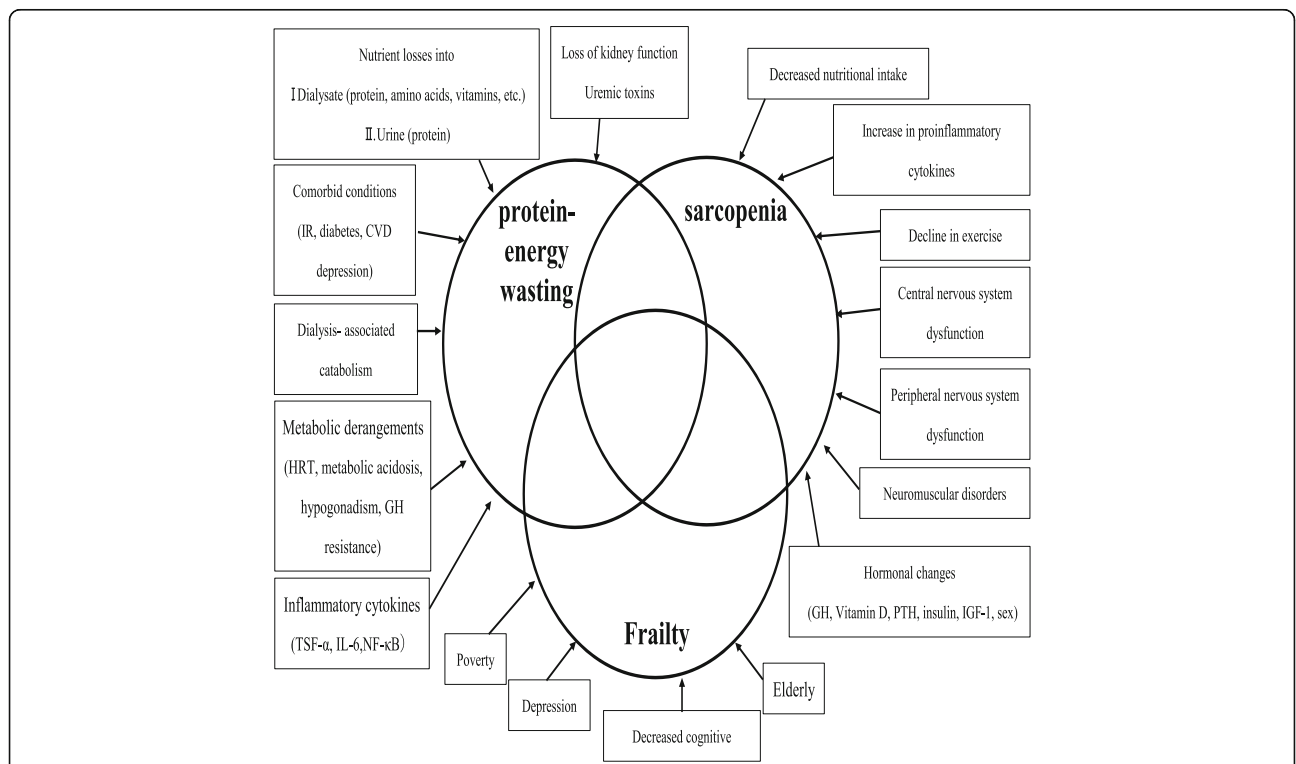 Nutrient losses into
Ⅰ Dialysate (protein, amino acids, vitamins, etc.)
Ⅱ.Urine (protein)
Loss of kidney function
Uremic toxins
Decreased nutritional intake
Increase in proinflammatory
cytokines
Comorbid conditions
(IR, diabetes, CVD
depression)
protein-
energy
wasting
sarcopenia
Decline in exercise
Central nervous system
dysfunction
Dialysis- associated
catabolism
Peripheral nervous system
dysfunction
Metabolic derangements
(HRT, metabolic acidosis,
hypogonadism, GH
resistance)
Neuromuscular disorders
Hormonal changes
(GH, Vitamin D, PTH, insulin, IGF-1, sex)
Inflammatory cytokines
(TSF-α, IL-6,NF-κB)
Frailty
Poverty
Depression
Decreased cognitive
Elderly